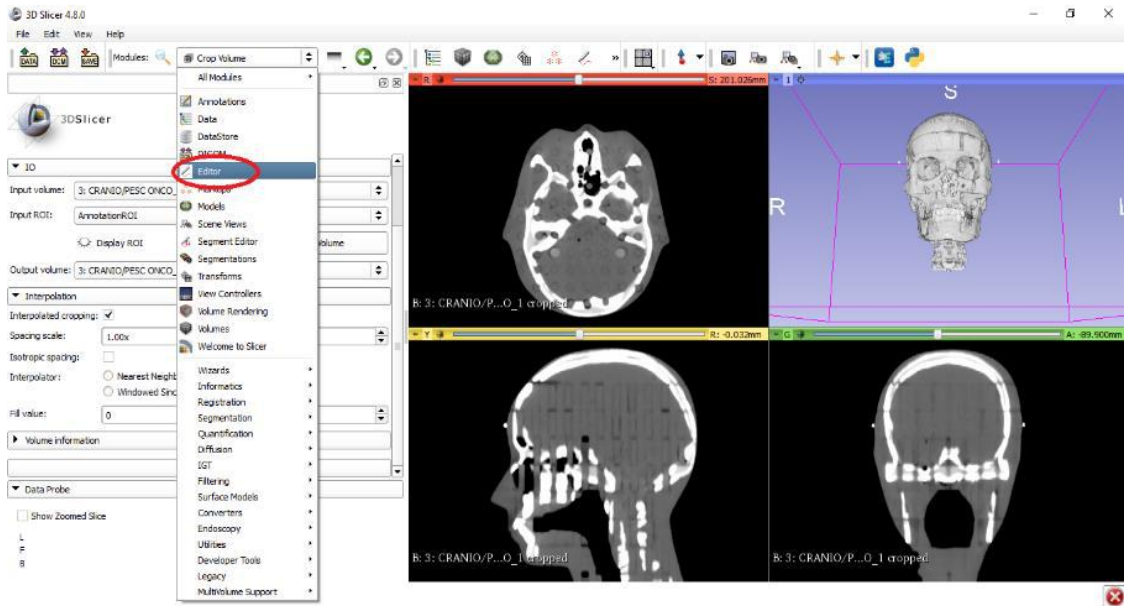 3D Slicer 4.8.0
File Edit View Help
DATA DCM SAVE Modules: Crop Volume
All Modules
Annotations
Data
DataStore
DICOM
Editor
Markups
Models
Scene Views
Segment Editor
Segmentations
Transforms
View Controllers
Volume Rendering
Volumes
Welcome to Slicer
Wizards
Informatics
Registration
Segmentation
Quantification
Diffusion
IGT
Filtering
Surface Models
Converters
Endoscopy
Utilities
Developer Tools
Legacy
MultiVolume Support
3DSlicer
IO
Input volume: 3: CRANIO/PESC ONCO_
Input ROI: AnnotationROI
Display ROI
Output volume: 3: CRANIO/PESC ONCO_
Interpolation
Interpolated cropping:
Spacing scale: 1.00x
Isotropic spacing:
Interpolator: Nearest Neighb
Windowed Sinc
Fill value: 0
Volume information
Data Probe
Show Zoomed Slice
L
F
B
R S: 201.026mm
B: 3: CRANIO/P...O_1 cropped
1
S
R
L
Y R: -0.032mm
B: 3: CRANIO/P...O_1 cropped
G A: -89.900mm
B: 3: CRANIO/P...O_1 cropped